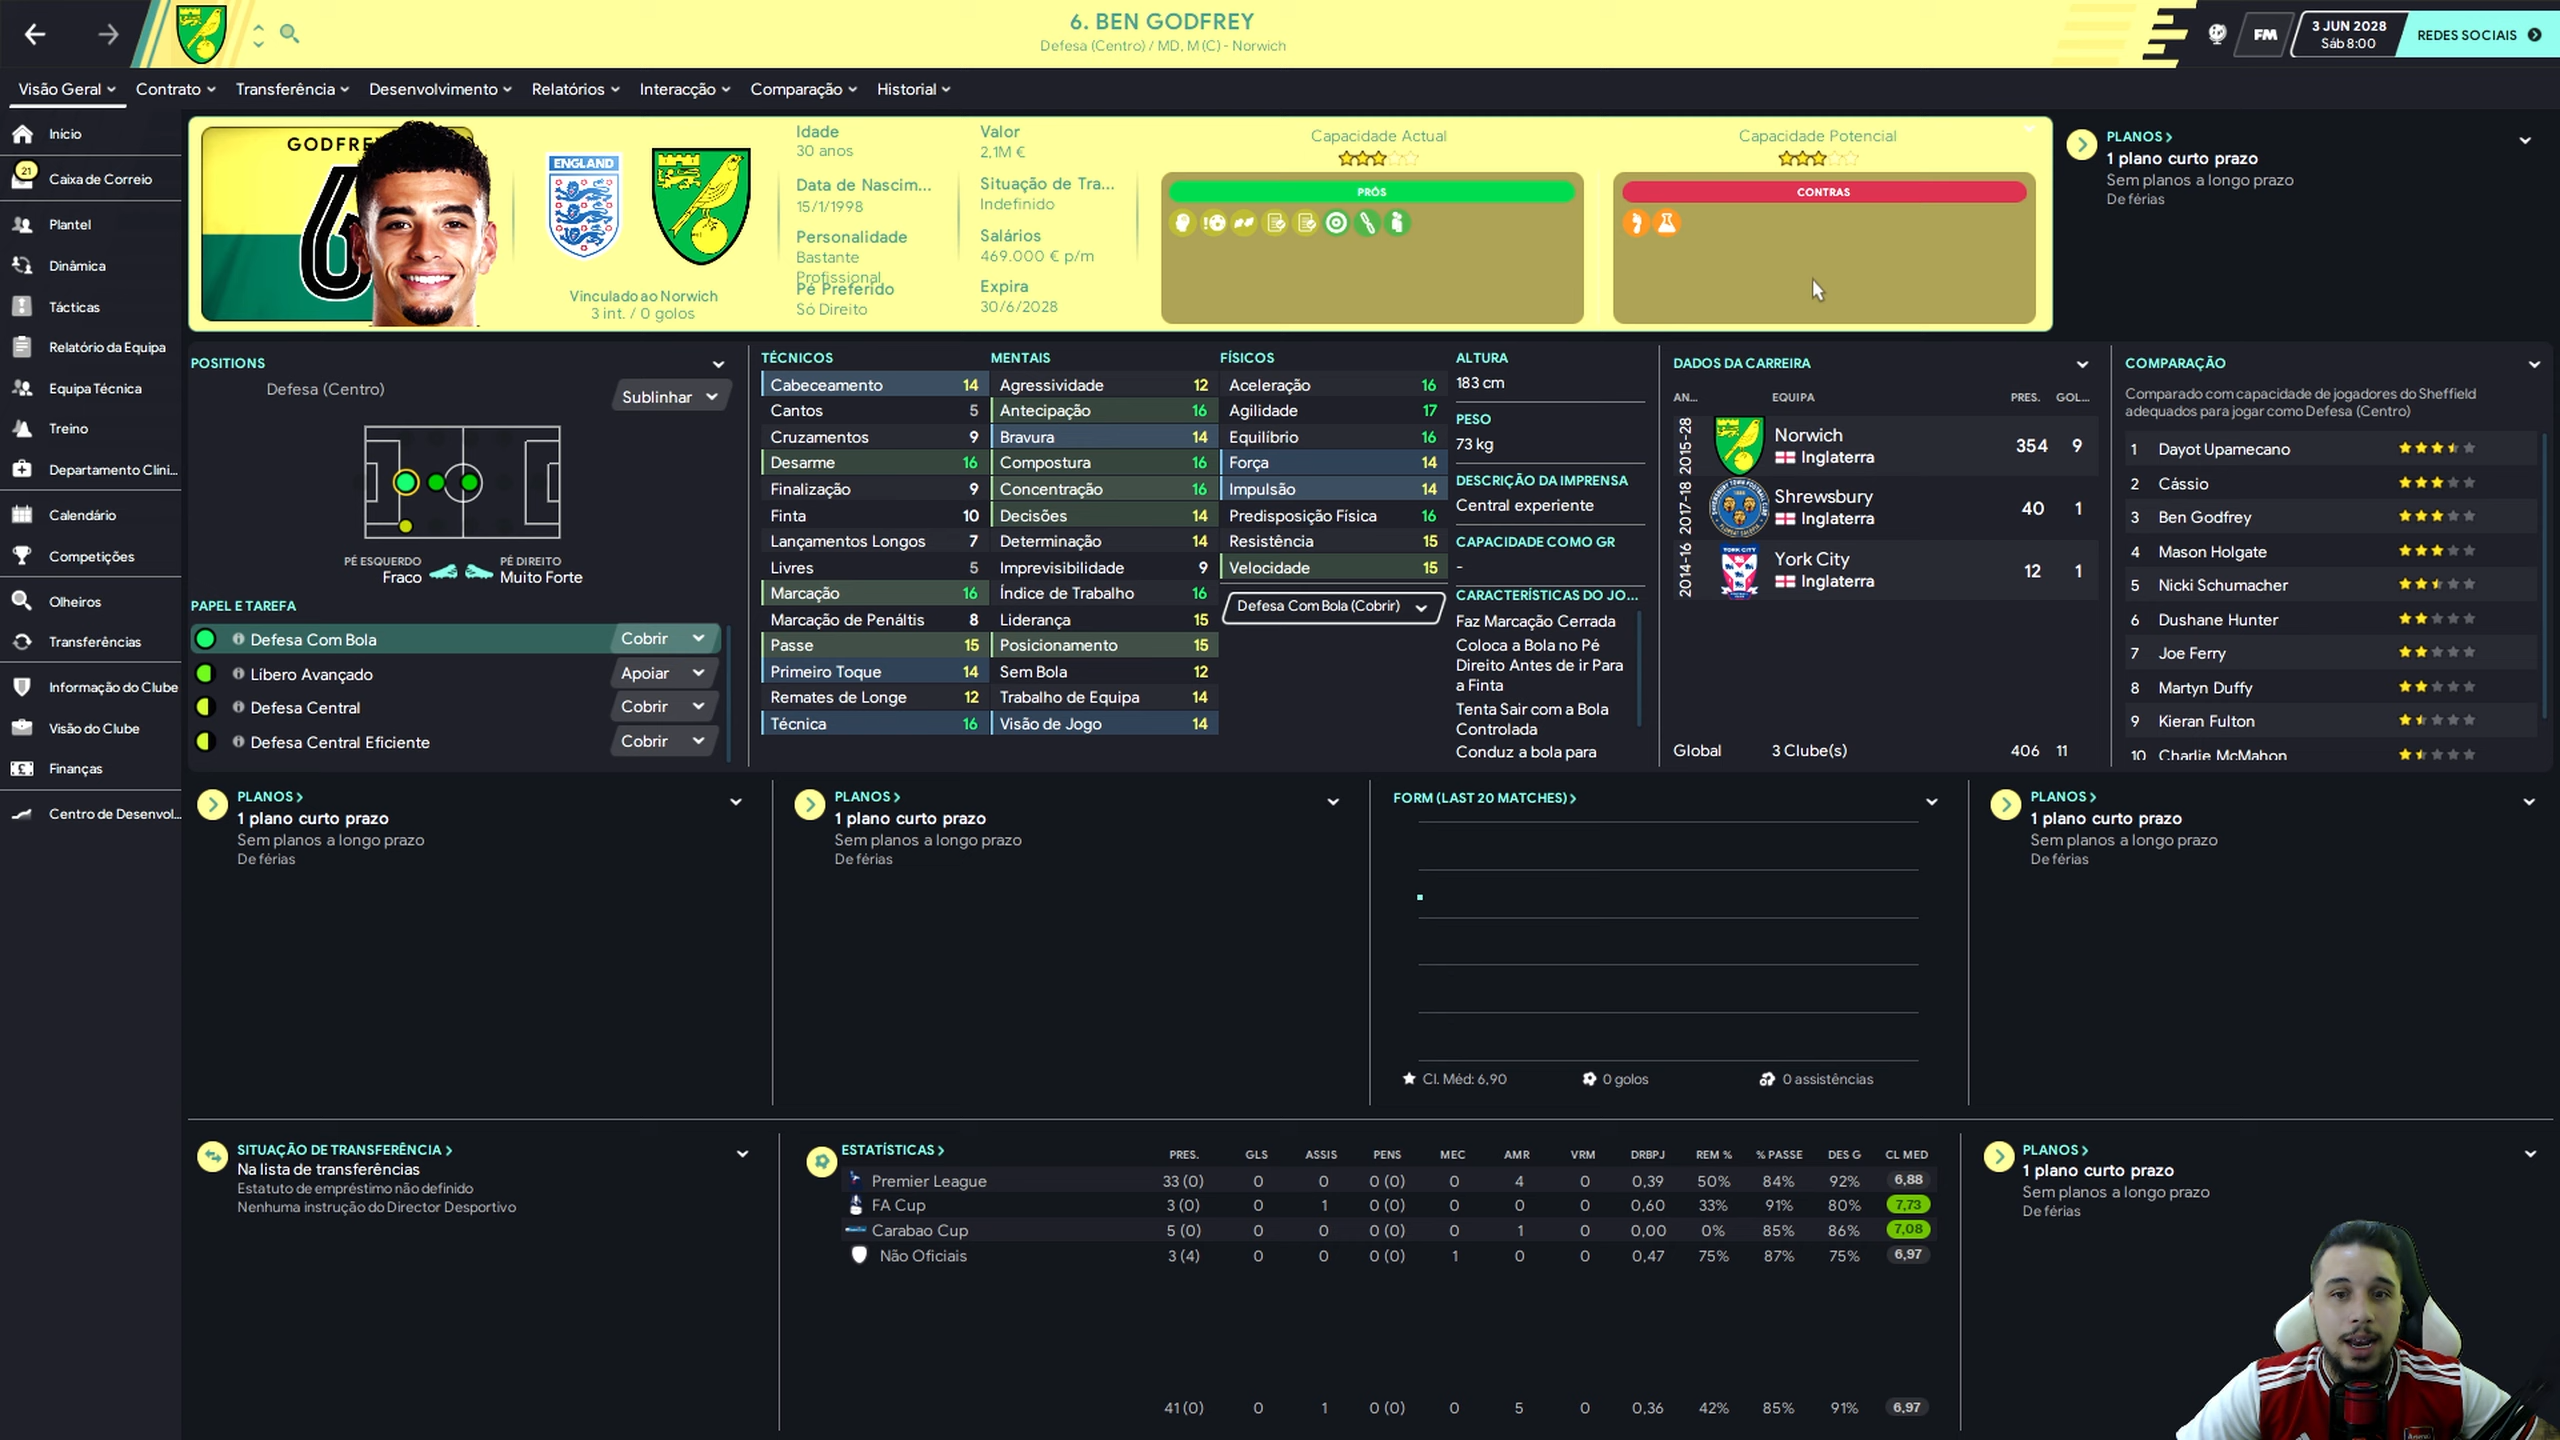 6. BEN GODFREY
Defesa (Centro) / MD, M (C) - Norwich
FM
3 JUN 2028
Sáb 8:00
REDES SOCIAIS
Visão Geral
Contrato
Transferência
Desenvolvimento
Relatórios
Interacção
Comparação
Historial
Início
21
Caixa de Correio
Plantel
Dinâmica
Tácticas
Relatório da Equipa
Equipa Técnica
Treino
Departamento Clíni...
Calendário
Competições
Olheiros
Transferências
Informação do Clube
Visão do Clube
Finanças
Centro de Desenvol...
6
ENGLAND
Vinculado ao Norwich
3 int. / 0 golos
Idade
30 anos
Data de Nascim...
15/1/1998
Personalidade
Bastante
Profissional
Pé Preferido
Só Direito
Valor
2,1M €
Situação de Tra...
Indefinido
Salários
469.000 € p/m
Expira
30/6/2028
Capacidade Actual
PRÓS
Capacidade Potencial
CONTRAS
PLANOS
1 plano curto prazo
Sem planos a longo prazo
De férias
POSITIONS
Defesa (Centro)
Sublinhar
PÉ ESQUERDO
Fraco
PÉ DIREITO
Muito Forte
PAPEL E TAREFA
Defesa Com Bola Cobrir
Líbero Avançado Apoiar
Defesa Central Cobrir
Defesa Central Eficiente Cobrir
TÉCNICOS
Cabeceamento 14
Cantos 5
Cruzamentos 9
Desarme 16
Finalização 9
Finta 10
Lançamentos Longos 7
Livres 5
Marcação 16
Marcação de Penáltis 8
Passe 15
Primeiro Toque 14
Remates de Longe 12
Técnica 16
MENTAIS
Agressividade 12
Antecipação 16
Bravura 14
Compostura 16
Concentração 16
Decisões 14
Determinação 14
Imprevisibilidade 9
Índice de Trabalho 16
Liderança 15
Posicionamento 15
Sem Bola 12
Trabalho de Equipa 14
Visão de Jogo 14
FÍSICOS
Aceleração 16
Agilidade 17
Equilíbrio 16
Força 14
Impulsão 14
Predisposição Física 16
Resistência 15
Velocidade 15
Defesa Com Bola (Cobrir)
ALTURA
183 cm
PESO
73 kg
DESCRIÇÃO DA IMPRENSA
Central experiente
CAPACIDADE COMO GR
-
CARACTERÍSTICAS DO JO...
Faz Marcação Cerrada
Coloca a Bola no Pé
Direito Antes de ir Para
a Finta
Tenta Sair com a Bola
Controlada
Conduz a bola para
DADOS DA CARREIRA
AN... EQUIPA PRES. GOL...
2015-28 Norwich 354 9
Inglaterra
2017-18 Shrewsbury 40 1
Inglaterra
2014-16 York City 12 1
Inglaterra
Global 3 Clube(s) 406 11
COMPARAÇÃO
Comparado com capacidade de jogadores do Sheffield
adequados para jogar como Defesa (Centro)
1 Dayot Upamecano
2 Cássio
3 Ben Godfrey
4 Mason Holgate
5 Nicki Schumacher
6 Dushane Hunter
7 Joe Ferry
8 Martyn Duffy
9 Kieran Fulton
10 Charlie McMahon
PLANOS
1 plano curto prazo
Sem planos a longo prazo
De férias
PLANOS
1 plano curto prazo
Sem planos a longo prazo
De férias
FORM (LAST 20 MATCHES)
Cl. Méd: 6,90
0 golos
0 assistências
PLANOS
1 plano curto prazo
Sem planos a longo prazo
De férias
SITUAÇÃO DE TRANSFERÊNCIA
Na lista de transferências
Estatuto de empréstimo não definido
Nenhuma instrução do Director Desportivo
ESTATÍSTICAS PRES. GLS ASSIS PENS MEC AMR VRM DRBPJ REM % % PASSE DES G CL MED
Premier League 33 (0) 0 0 0 (0) 0 4 0 0,39 50% 84% 92% 6,88
FA Cup 3 (0) 0 1 0 (0) 0 0 0 0,60 33% 91% 80% 7,73
Carabao Cup 5 (0) 0 0 0 (0) 0 1 0 0,00 0% 85% 86% 7,08
Não Oficiais 3 (4) 0 0 0 (0) 1 0 0 0,47 75% 87% 75% 6,97
41 (0) 0 1 0 (0) 0 5 0 0,36 42% 85% 91% 6,97
PLANOS
1 plano curto prazo
Sem planos a longo prazo
De férias